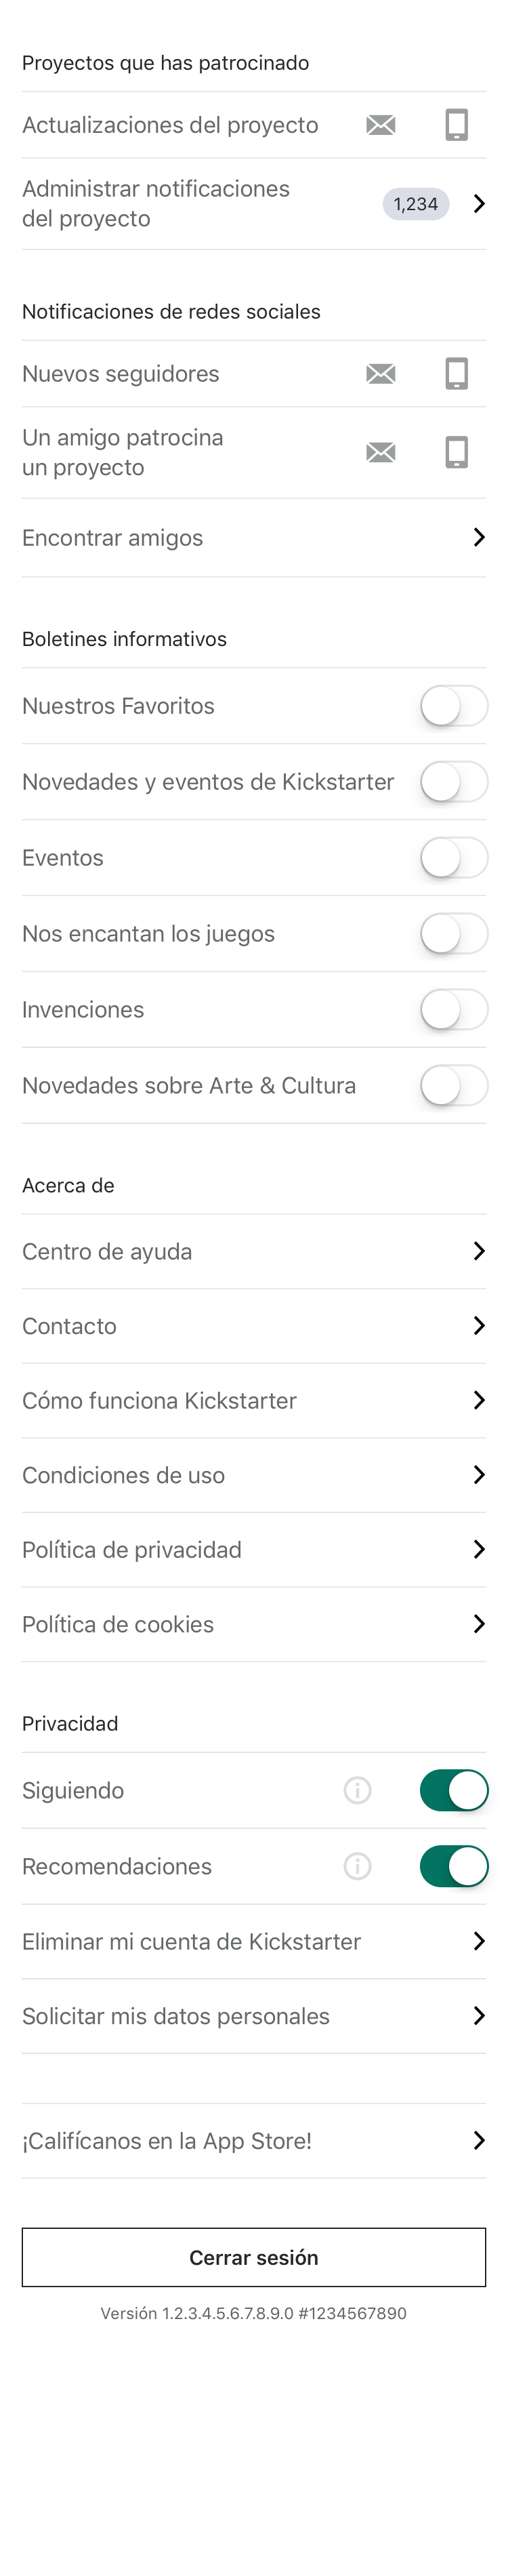 Proyectos que has patrocinado
Actualizaciones del proyecto
Administrar notificaciones
del proyecto
1,234
Notificaciones de redes sociales
Nuevos seguidores
Un amigo patrocina
un proyecto
Encontrar amigos
Boletines informativos
Nuestros Favoritos
Novedades y eventos de Kickstarter
Eventos
Nos encantan los juegos
Invenciones
Novedades sobre Arte & Cultura
Acerca de
Centro de ayuda
Contacto
Cómo funciona Kickstarter
Condiciones de uso
Política de privacidad
Política de cookies
Privacidad
Siguiendo
Recomendaciones
Eliminar mi cuenta de Kickstarter
Solicitar mis datos personales
¡Califícanos en la App Store!
Cerrar sesión
Versión 1.2.3.4.5.6.7.8.9.0 #1234567890